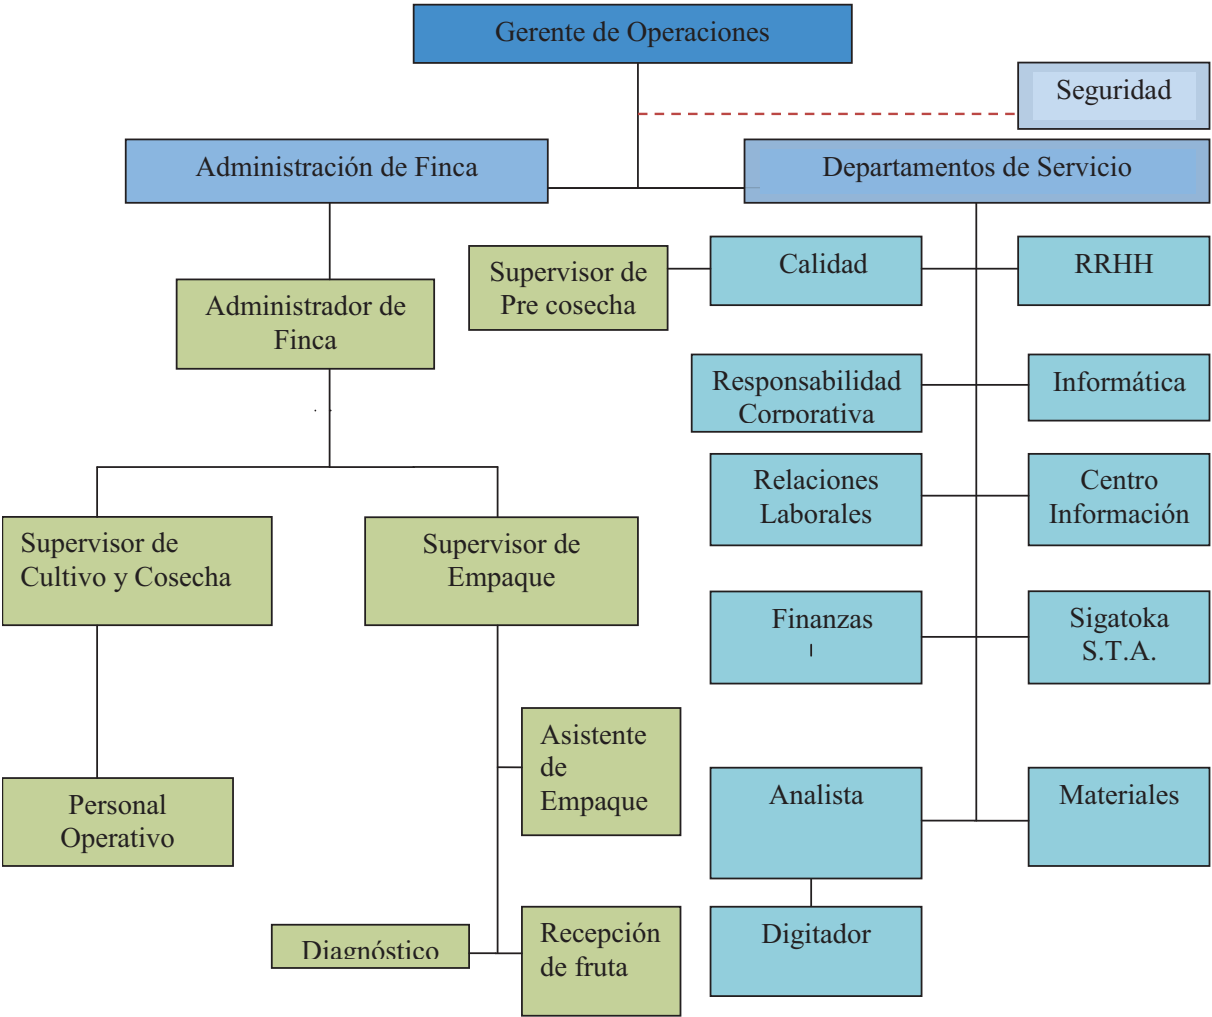 Gerente de Operaciones
Seguridad
Administración de Finca
Departamentos de Servicio
Supervisor de
Pre cosecha
Calidad
RRHH
Administrador de
Finca
Responsabilidad
Corporativa
Informática
Relaciones
Laborales
Centro
Información
Supervisor de
Cultivo y Cosecha
Supervisor de
Empaque
Finanzas
Sigatoka
S.T.A.
Asistente
de
Empaque
Analista
Materiales
Personal
Operativo
Diagnóstico
Recepción
de fruta
Digitador